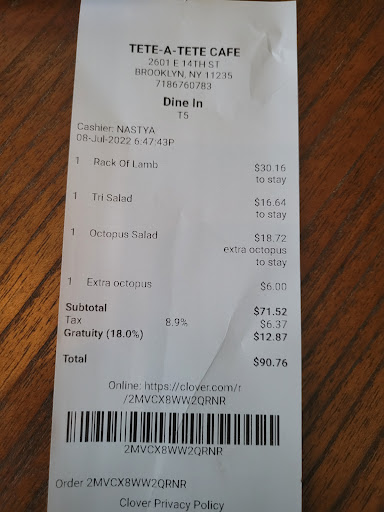 TETE-A-TETE CAFE
2601 E 14TH ST
BROOKLYN, NY 11235
7186760783
Dine In
T5
Cashier: NASTYA
08-Jul-2022 6:47:43P
1 Rack Of Lamb $30.16
to stay
1 Tri Salad $16.64
to stay
1 Octopus Salad $18.72
extra octopus
to stay
1 Extra octopus $6.00
Subtotal $71.52
Tax 8.9% $6.37
Gratuity (18.0%) $12.87
Total $90.76
Online: https://clover.com/r
/2MVCX8WW2QRNR
2MVCX8WW2QRNR
Order 2MVCX8WW2QRNR
Clover Privacy Policy